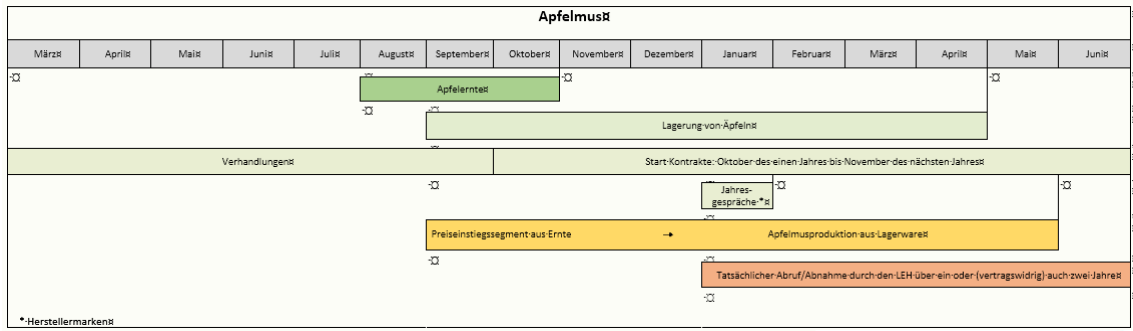 Apfelmus¤
März¤ April¤ Mai¤ Juni¤ Juli¤ August¤ September¤ Oktober¤ November¤ Dezember¤ Januar¤ Februar¤ März¤ April¤ Mai¤ Juni¤
Apfelernte¤
Lagerung·von·Äpfeln¤
Verhandlungen¤ Start·Kontrakte:·Oktober·des·einen·Jahres·bis·November·des·nächsten·Jahres¤
Jahres-
gespräche·*¤
Preiseinstiegssegment·aus·Ernte → Apfelmusproduktion·aus·Lagerware¤
Tatsächlicher·Abruf/Abnahme·durch·den·LEH·über·ein·oder·(vertragswidrig)·auch·zwei·Jahre¤
*·Herstellermarken¤